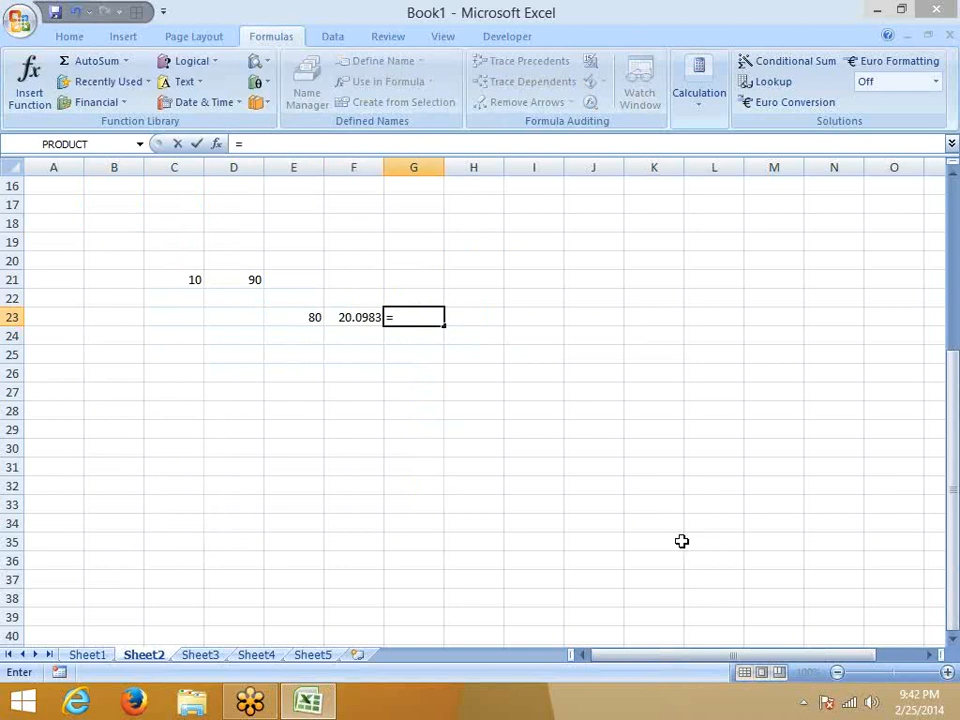 Book1 - Microsoft Excel
Home Insert Page Layout Formulas Data Review View Developer
AutoSum Logical Define Name Trace Precedents Conditional Sum Euro Formatting
fx Recently Used Text Use in Formula Trace Dependents Lookup Off
Insert Function Financial Date & Time Name Manager Create from Selection Remove Arrows Watch Window Calculation Euro Conversion
Function Library Defined Names Formula Auditing Solutions
PRODUCT fx =
A B C D E F G H I J K L M N O
16
17
18
19
20
21 10 90
22
23 80 20.0983 =
24
25
26
27
28
29
30
31
32
33
34
35
36
37
38
39
40
Sheet1 Sheet2 Sheet3 Sheet4 Sheet5
Enter 100%
9:42 PM
2/25/2014